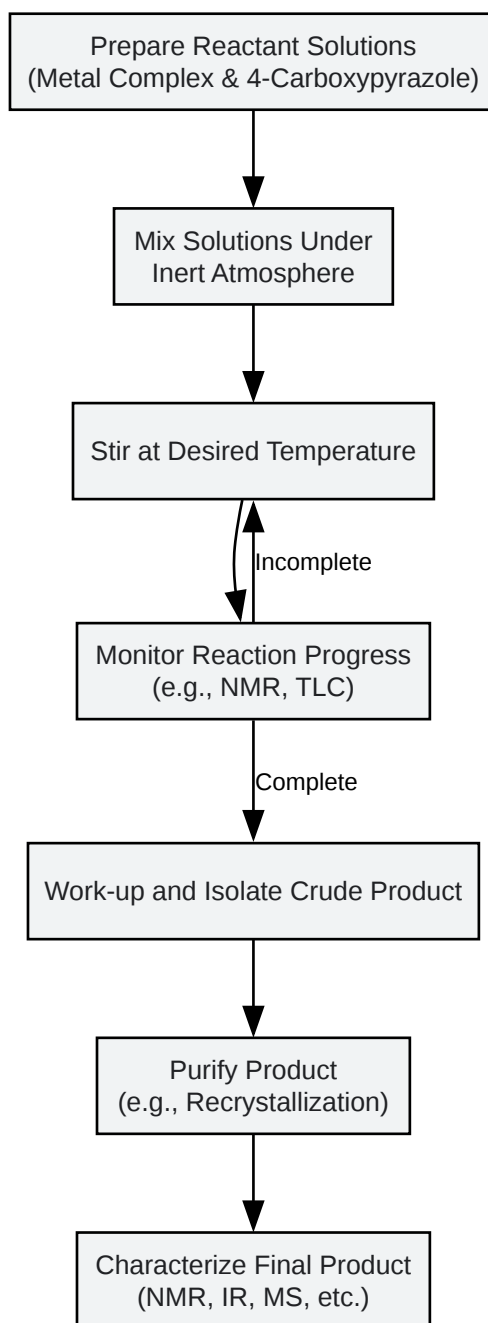 Prepare Reactant Solutions
(Metal Complex & 4-Carboxypyrazole)
Mix Solutions Under
Inert Atmosphere
Stir at Desired Temperature
Incomplete
Monitor Reaction Progress
(e.g., NMR, TLC)
Complete
Work-up and Isolate Crude Product
Purify Product
(e.g., Recrystallization)
Characterize Final Product
(NMR, IR, MS, etc.)